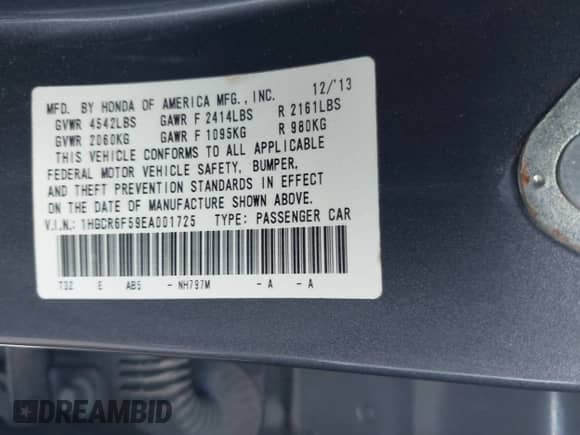 MFD. BY HONDA OF AMERICA MFG., INC. 12/'13
GVWR 4542LBS GAWR F 2414LBS R 2161LBS
GVWR 2060KG GAWR F 1095KG R 980KG
THIS VEHICLE CONFORMS TO ALL APPLICABLE
FEDERAL MOTOR VEHICLE SAFETY, BUMPER,
AND THEFT PREVENTION STANDARDS IN EFFECT
ON THE DATE OF MANUFACTURE SHOWN ABOVE.
V.I.N.: 1HGCR6F59EA001725 TYPE: PASSENGER CAR
T3Z E AB5 - NH797M - A - A
DREAMBID